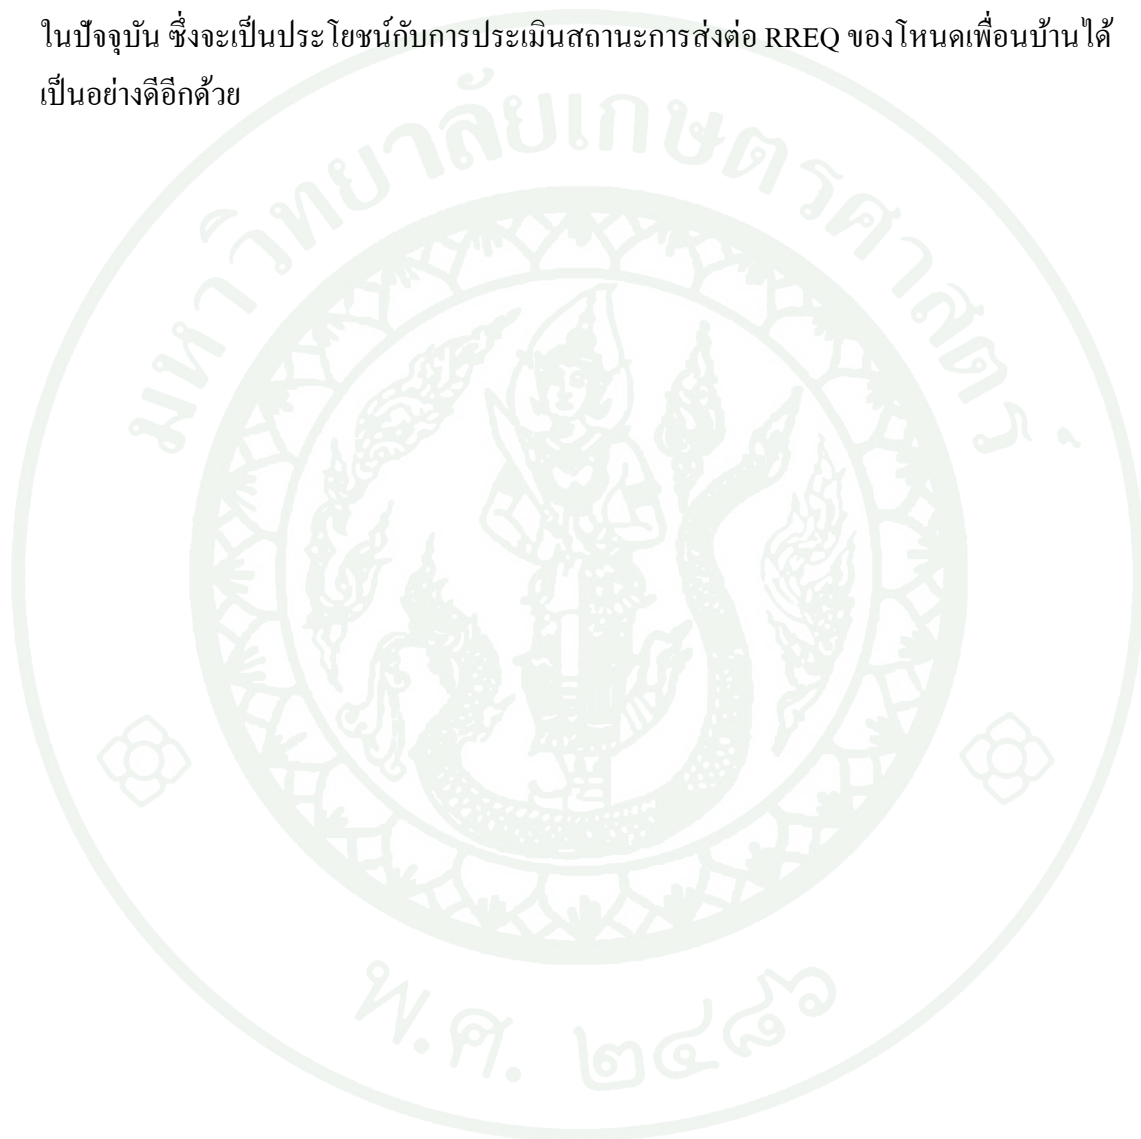 ในปัจจุบัน ซึ่งจะเป็นประโยชน์กับการประเมินสถานะการส่งต่อ RREQ ของโหนดเพื่อนบ้านได้
เป็นอย่างดีอีกด้วย
มหาวิทยาลัยเกษตรศาสตร์
พ.ศ. ๒๔๘๖